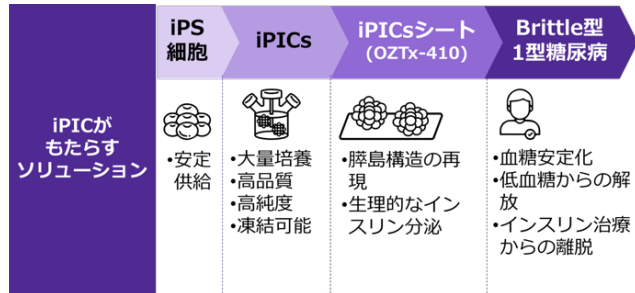 iPS
細胞
iPICs
iPICsシート
(OZTx-410)
Brittle型
1型糖尿病
iPICが
もたらす
ソリューション
•安定
供給
•大量培養
•高品質
•高純度
•凍結可能
•膵島構造の再
現
•生理的なイン
スリン分泌
•血糖安定化
•低血糖からの解
放
•インスリン治療
からの離脱